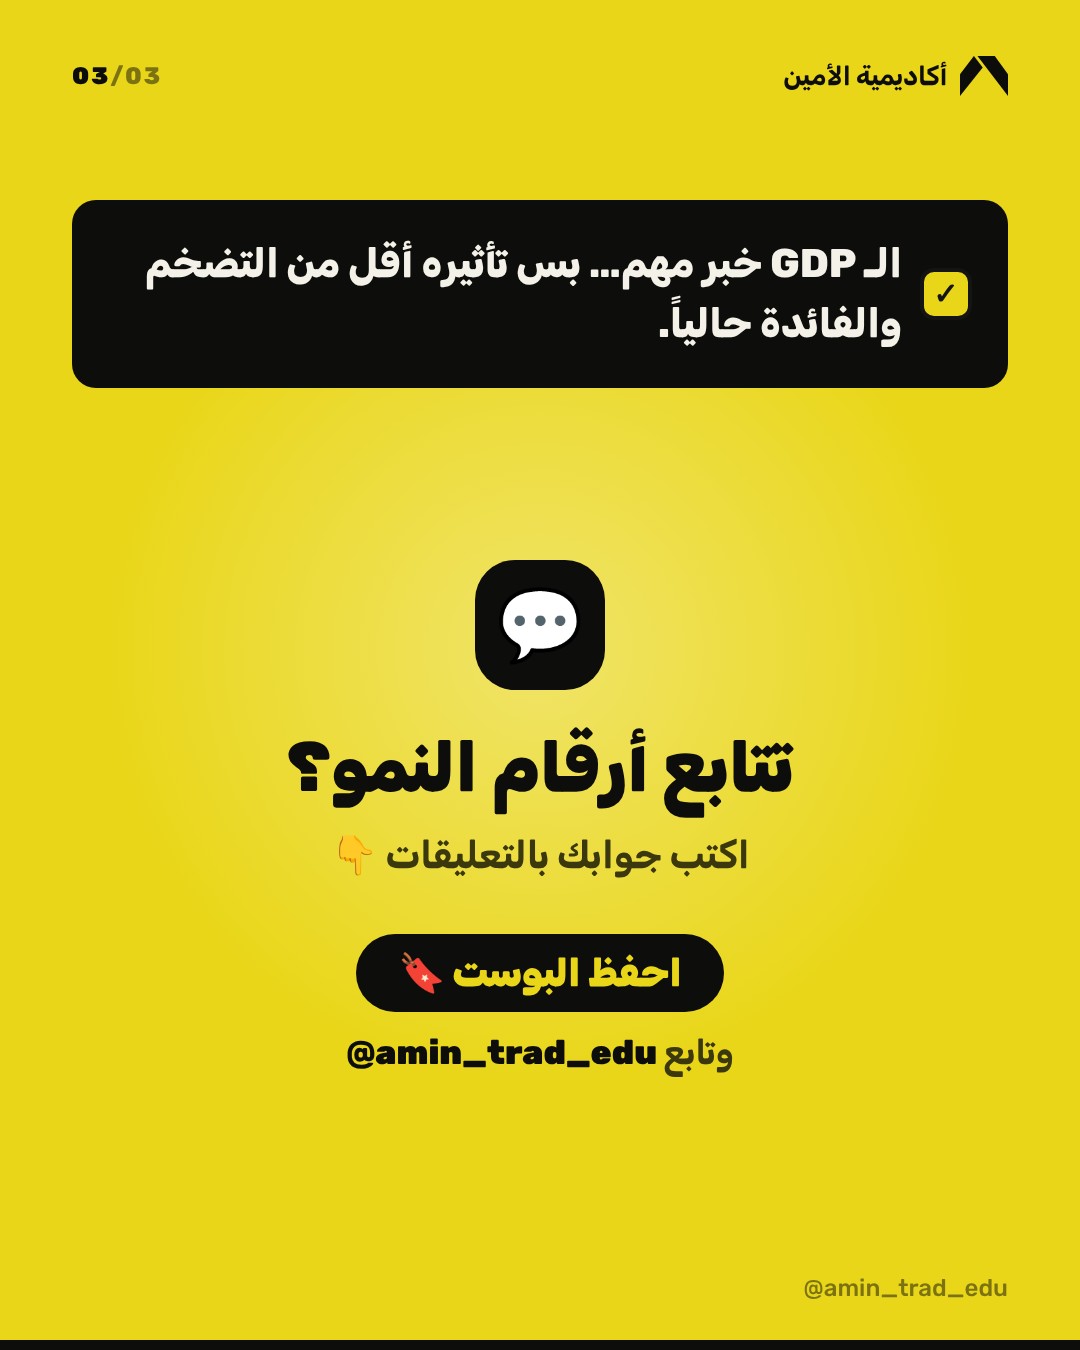 أكاديمية الأمين
03/03
الـ GDP خبر مهم... بس تأثيره أقل من التضخم
والفائدة حالياً.
تتابع أرقام النمو؟
اكتب جوابك بالتعليقات 👇
احفظ البوست 🔖
وتابع @amin_trad_edu
@amin_trad_edu